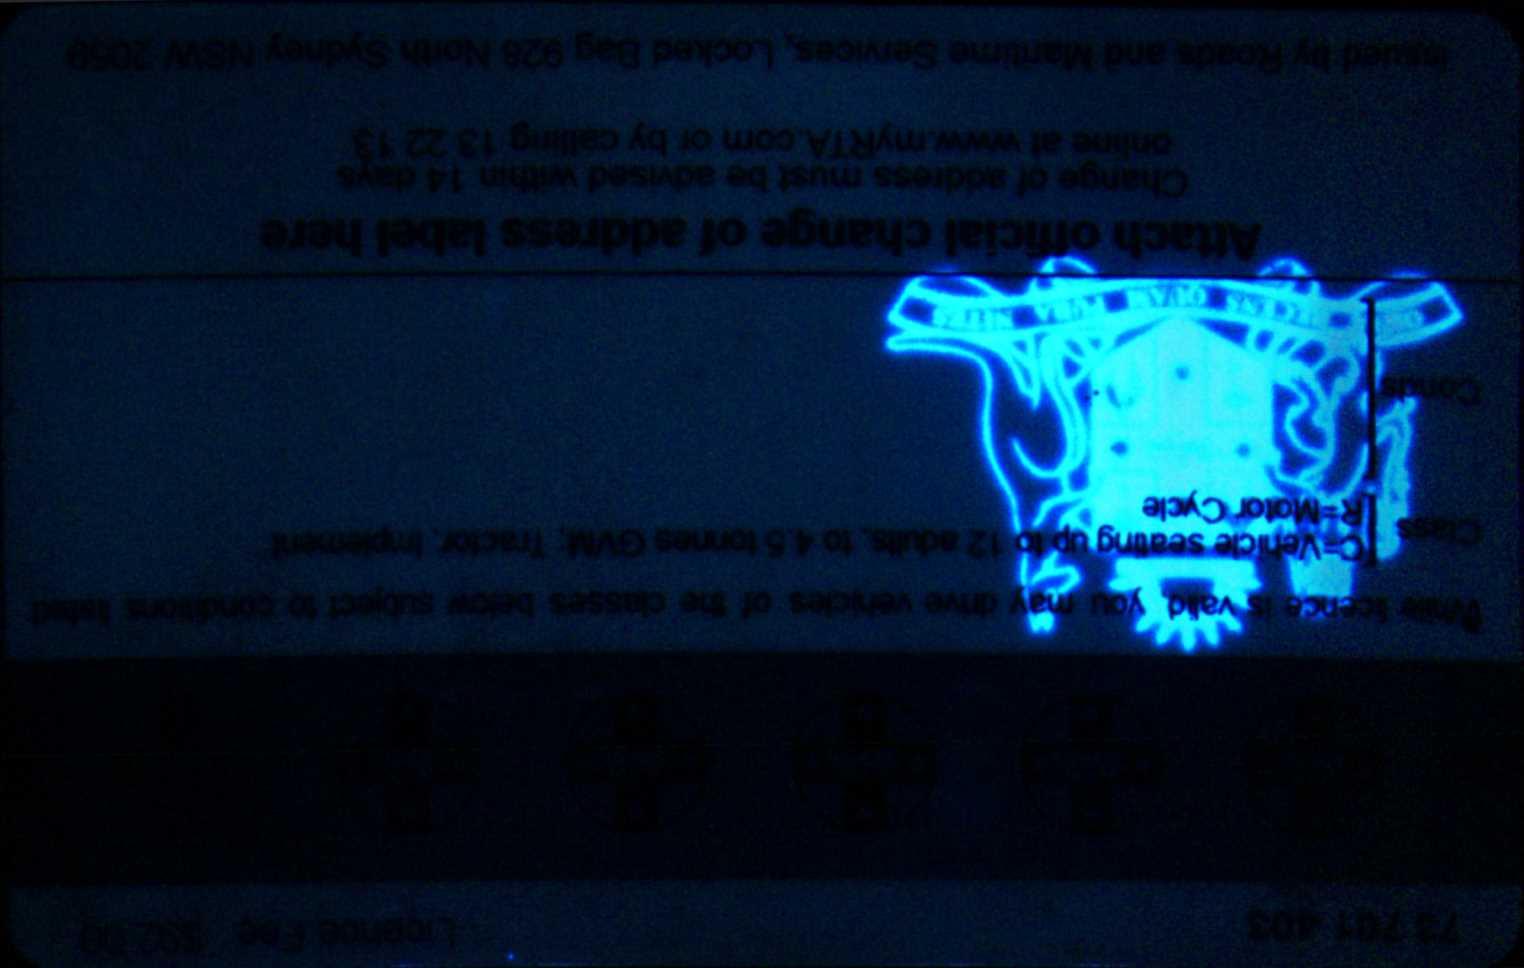 73 701 403 Licence Fee $92.00
While licence is valid, you may drive vehicles of the classes below subject to conditions listed.
Class C=Vehicle seating up to 12 adults, to 4.5 tonnes GVM; Tractor, Implement
R=Motor Cycle
Conds
Attach official change of address label here
Change of address must be advised within 14 days
online at www.myRTA.com or by calling 13 22 13
Issued by Roads and Maritime Services, Locked Bag 928 North Sydney NSW 2059